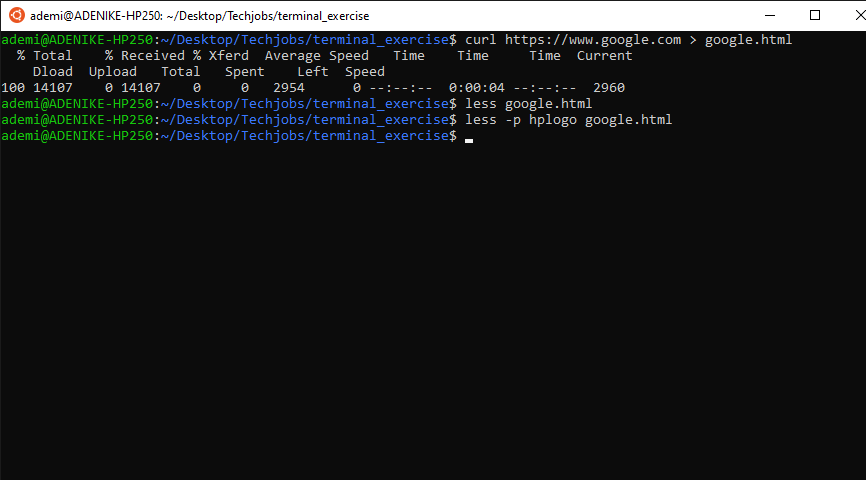 ademi@ADENIKE-HP250: ~/Desktop/Techjobs/terminal_exercise
ademi@ADENIKE-HP250:~/Desktop/Techjobs/terminal_exercise$ curl https://www.google.com > google.html
  % Total    % Received % Xferd  Average Speed   Time    Time     Time  Current
    Dload  Upload   Total   Spent    Left  Speed
100 14107    0 14107    0     0   2954      0 --:--:--  0:00:04 --:--:--  2960
ademi@ADENIKE-HP250:~/Desktop/Techjobs/terminal_exercise$ less google.html
ademi@ADENIKE-HP250:~/Desktop/Techjobs/terminal_exercise$ less -p hplogo google.html
ademi@ADENIKE-HP250:~/Desktop/Techjobs/terminal_exercise$